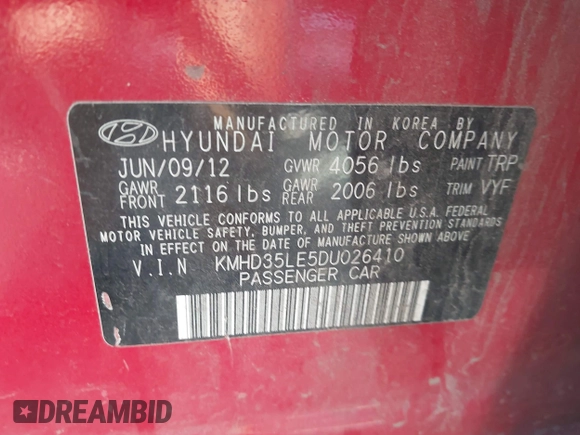 MANUFACTURED IN KOREA BY
HYUNDAI MOTOR COMPANY
JUN/09/12 GVWR 4056 lbs PAINT TRP
GAWR FRONT 2116 lbs GAWR REAR 2006 lbs TRIM VYF
THIS VEHICLE CONFORMS TO ALL APPLICABLE U.S.A. FEDERAL
MOTOR VEHICLE SAFETY, BUMPER, AND THEFT PREVENTION
STANDARDS IN EFFECT ON THE DATE OF MANUFACTURE SHOWN ABOVE.
V.I.N KMHD35LE5DU026410
PASSENGER CAR
DREAMBID